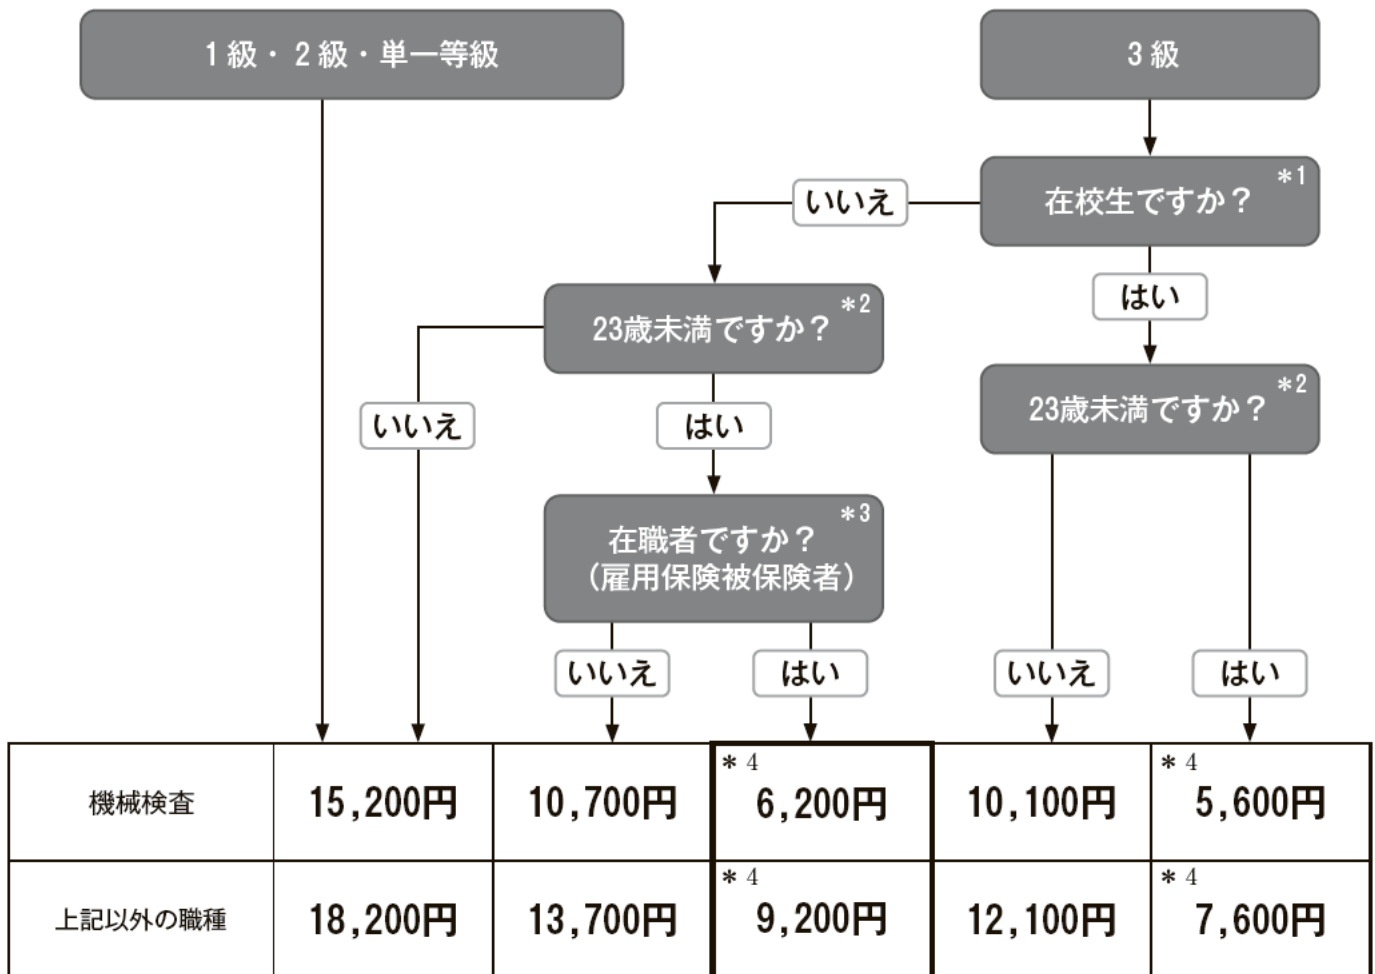 1級・2級・単一等級
3級
在校生ですか？ *1
いいえ
はい
23歳未満ですか？ *2
23歳未満ですか？ *2
いいえ
はい
在職者ですか？ *3
（雇用保険被保険者）
いいえ
はい
いいえ
はい
機械検査 15,200円 10,700円 *4 6,200円 10,100円 *4 5,600円
上記以外の職種 18,200円 13,700円 *4 9,200円 12,100円 *4 7,600円